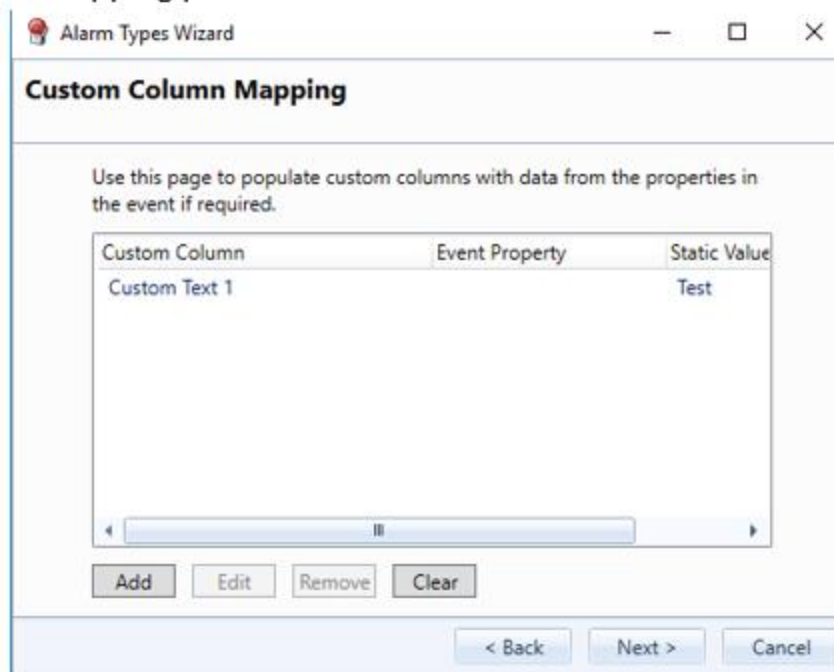 Alarm Types Wizard
Custom Column Mapping
Use this page to populate custom columns with data from the properties in
the event if required.
Custom Column Event Property Static Value
Custom Text 1 Test
Add Edit Remove Clear
< Back Next > Cancel